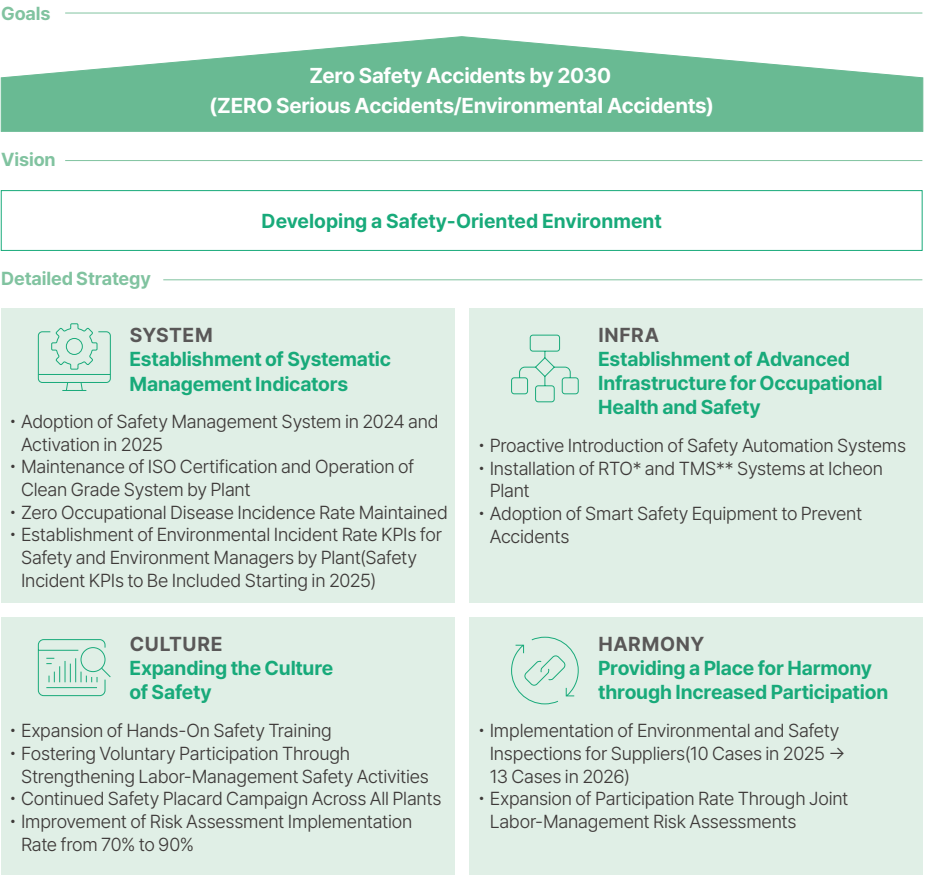 Goals
Zero Safety Accidents by 2030
(ZERO Serious Accidents/Environmental Accidents)
Vision
Developing a Safety-Oriented Environment
Detailed Strategy
SYSTEM
Establishment of Systematic
Management Indicators
• Adoption of Safety Management System in 2024 and
Activation in 2025
• Maintenance of ISO Certification and Operation of
Clean Grade System by Plant
• Zero Occupational Disease Incidence Rate Maintained
• Establishment of Environmental Incident Rate KPIs for
Safety and Environment Managers by Plant(Safety
Incident KPIs to Be Included Starting in 2025)
INFRA
Establishment of Advanced
Infrastructure for Occupational
Health and Safety
• Proactive Introduction of Safety Automation Systems
• Installation of RTO* and TMS** Systems at Icheon
Plant
• Adoption of Smart Safety Equipment to Prevent
Accidents
CULTURE
Expanding the Culture
of Safety
• Expansion of Hands-On Safety Training
• Fostering Voluntary Participation Through
Strengthening Labor-Management Safety Activities
• Continued Safety Placard Campaign Across All Plants
• Improvement of Risk Assessment Implementation
Rate from 70% to 90%
HARMONY
Providing a Place for Harmony
through Increased Participation
• Implementation of Environmental and Safety
Inspections for Suppliers(10 Cases in 2025 →
13 Cases in 2026)
• Expansion of Participation Rate Through Joint
Labor-Management Risk Assessments